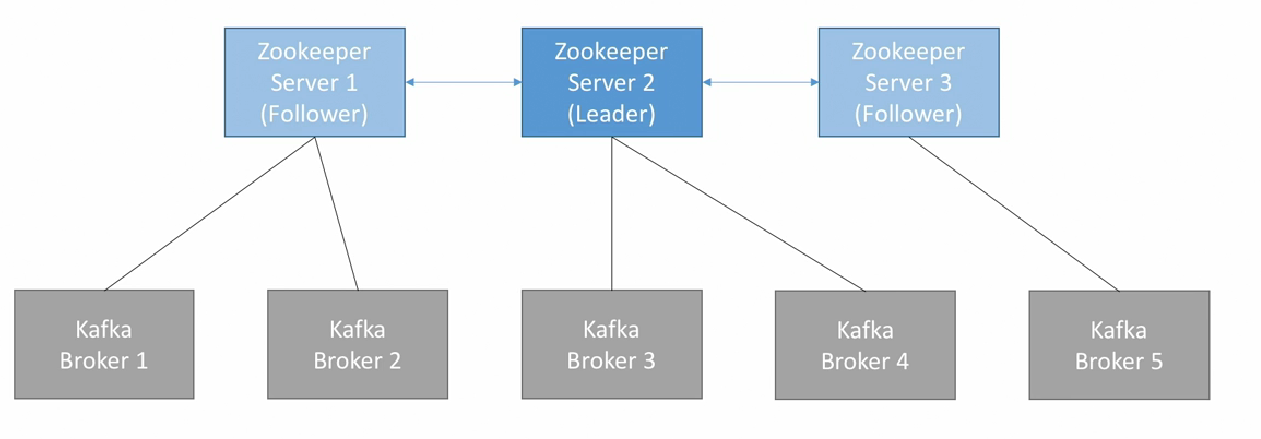 Zookeeper
Server 1
(Follower)
Zookeeper
Server 2
(Leader)
Zookeeper
Server 3
(Follower)
Kafka
Broker 1
Kafka
Broker 2
Kafka
Broker 3
Kafka
Broker 4
Kafka
Broker 5